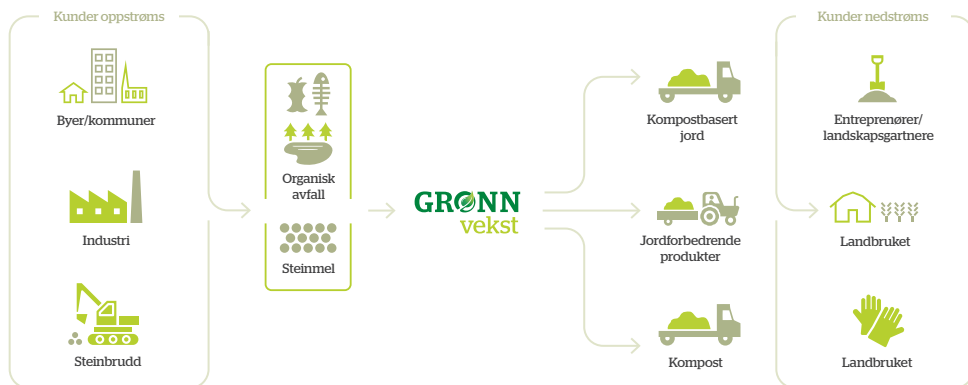 Kunder oppstrøms
Byer/kommuner
Industri
Steinbrudd
Organisk
avfall
Steinmel
GRØNN
vekst
Kompostbasert
jord
Jordforbedrende
produkter
Kompost
Kunder nedstrøms
Entreprenører/
landskapsgartnere
Landbruket
Landbruket